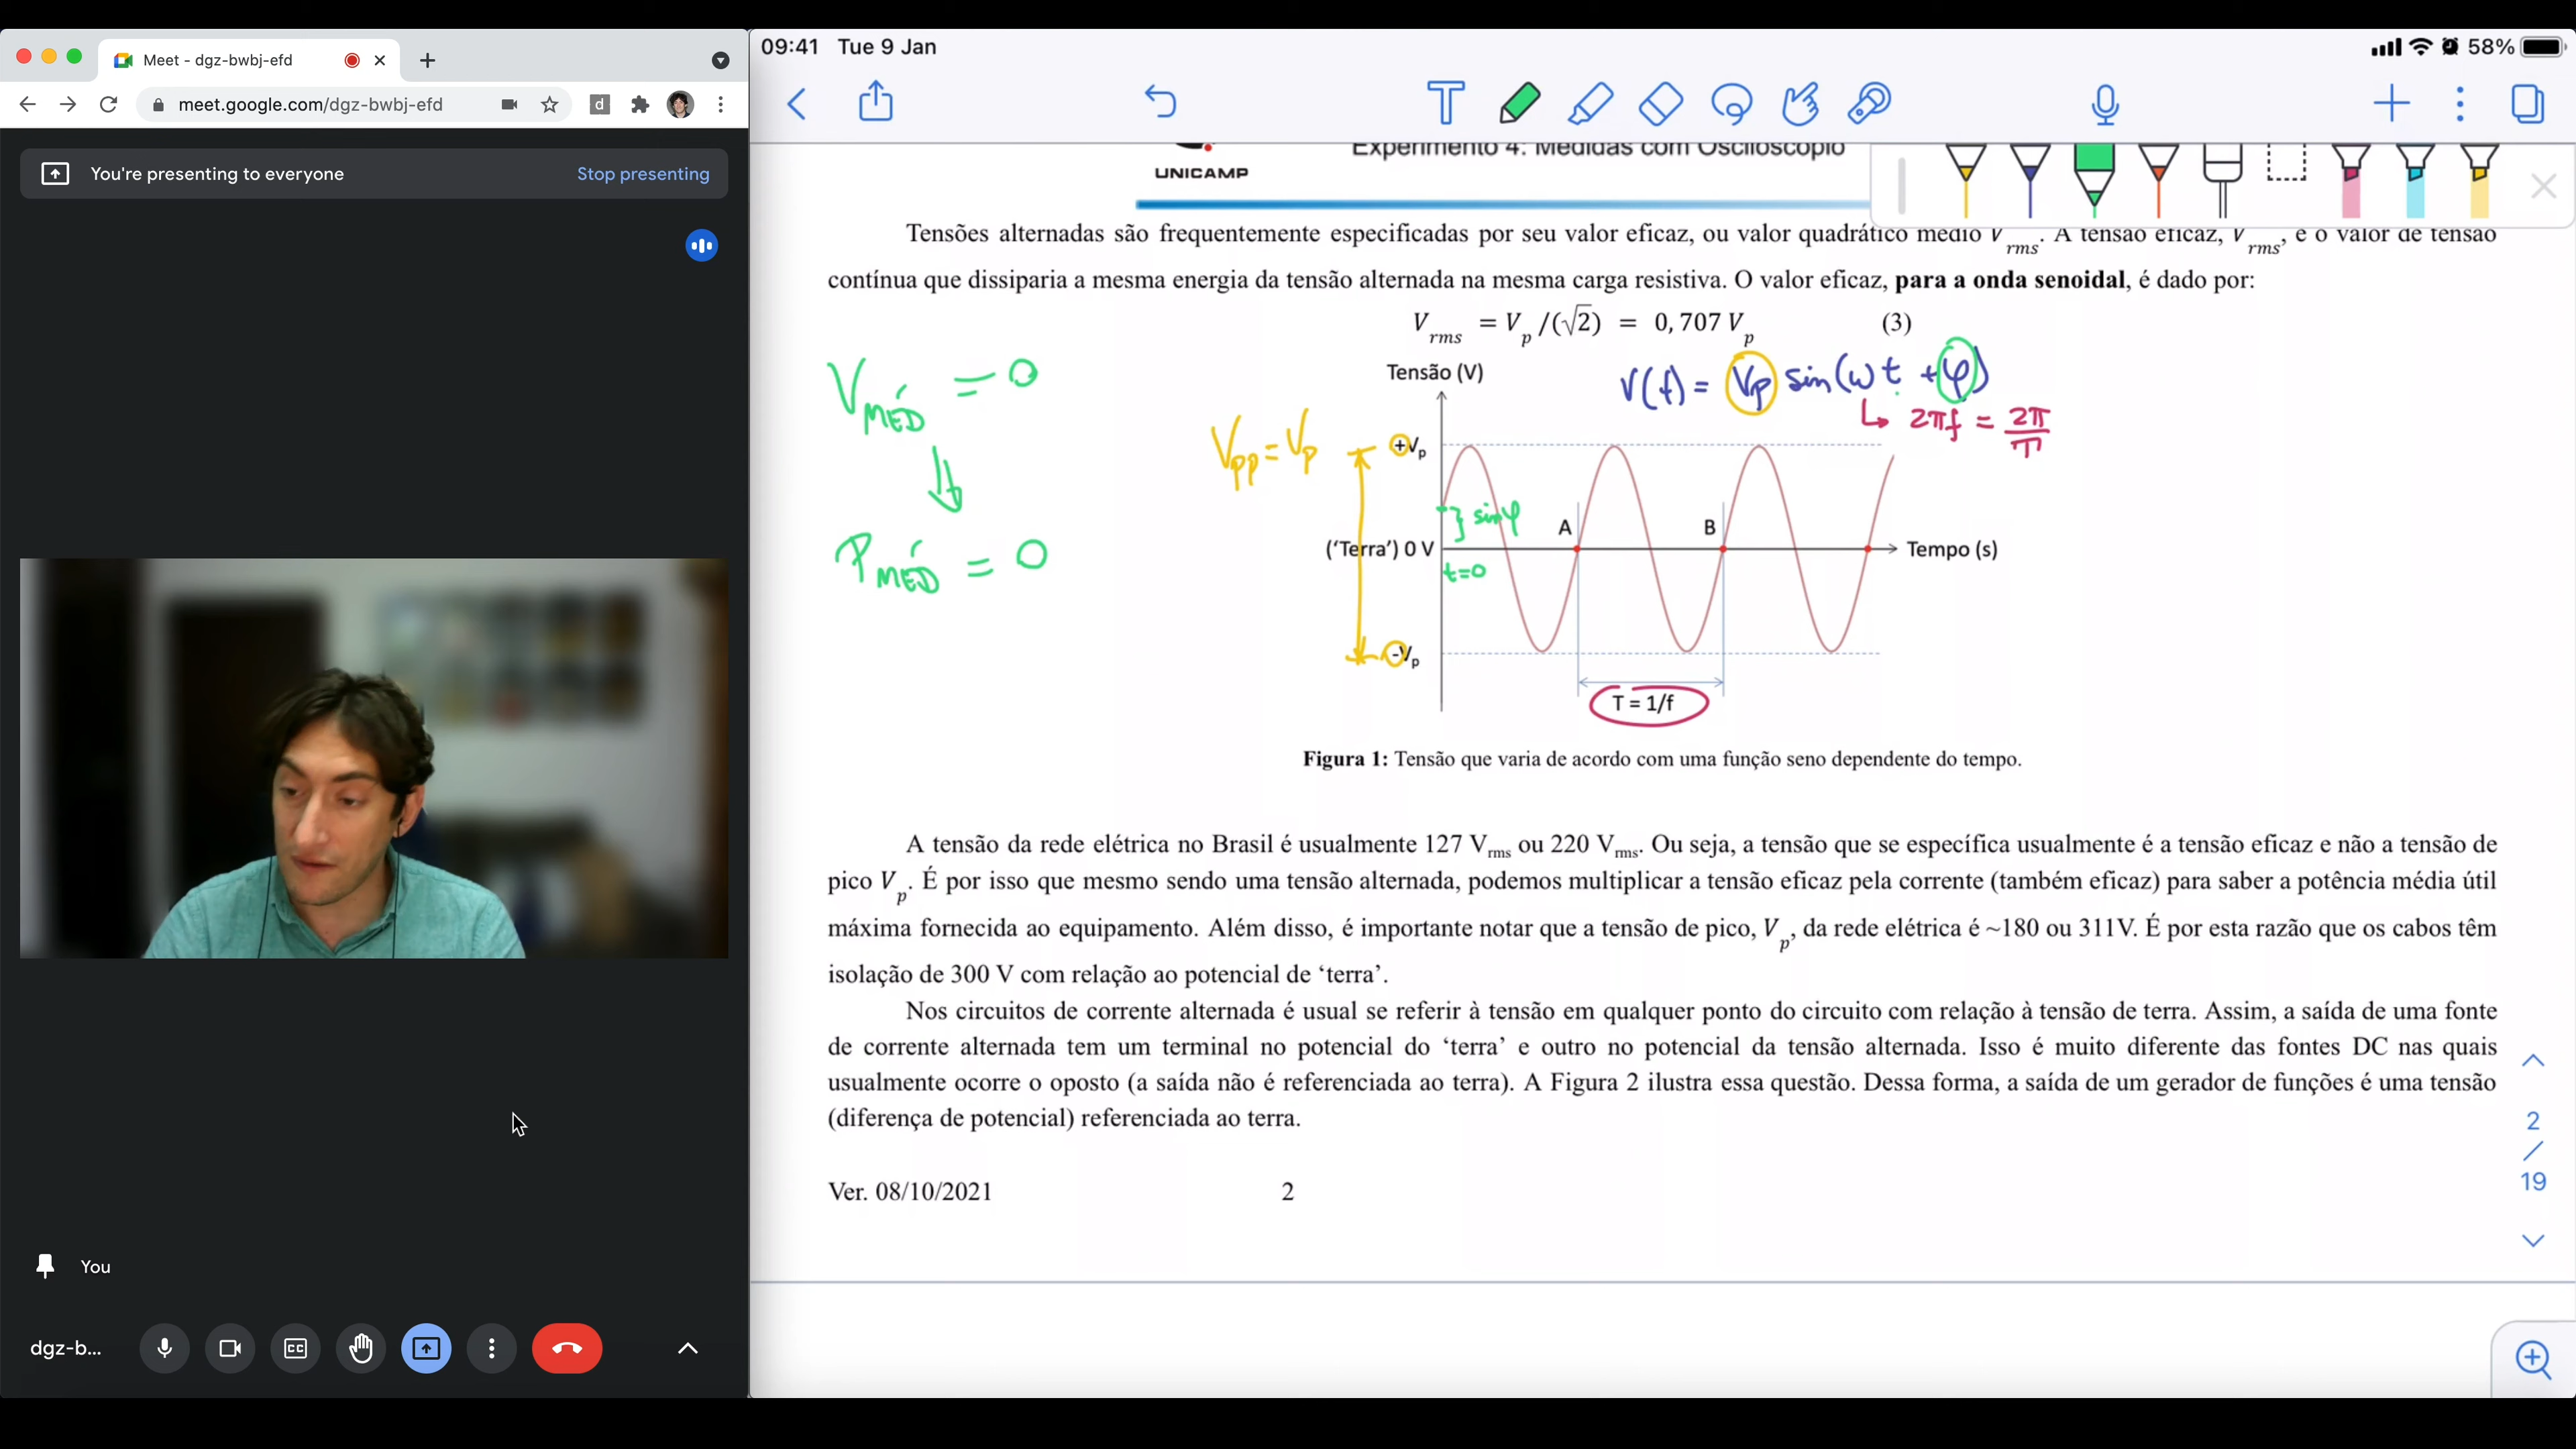 Meet - dgz-bwbj-efd
meet.google.com/dgz-bwbj-efd
d
You're presenting to everyone
Stop presenting
You
dgz-b...
CC
09:41 Tue 9 Jan
58%
T
UNICAMP
Experimento 4: Medidas com Osciloscópio
Tensões alternadas são frequentemente especificadas por seu valor eficaz, ou valor quadrático médio V_rms. A tensão eficaz, V_rms, é o valor de tensão
contínua que dissiparia a mesma energia da tensão alternada na mesma carga resistiva. O valor eficaz, para a onda senoidal, é dado por:
V_rms = V_p /(√2) = 0,707 V_p (3)
V_MÉD = 0
P_MÉD = 0
Tensão (V)
v(t) = Vp sin(ωt + φ)
↳ 2πf = 2π/T
Vpp = Vp
+Vp
} sin φ
A
B
('Terra') 0 V
Tempo (s)
t=0
-Vp
T = 1/f
Figura 1: Tensão que varia de acordo com uma função seno dependente do tempo.
A tensão da rede elétrica no Brasil é usualmente 127 V_rms ou 220 V_rms. Ou seja, a tensão que se específica usualmente é a tensão eficaz e não a tensão de
pico V_p. É por isso que mesmo sendo uma tensão alternada, podemos multiplicar a tensão eficaz pela corrente (também eficaz) para saber a potência média útil
máxima fornecida ao equipamento. Além disso, é importante notar que a tensão de pico, V_p, da rede elétrica é ~180 ou 311V. É por esta razão que os cabos têm
isolação de 300 V com relação ao potencial de ‘terra’.
Nos circuitos de corrente alternada é usual se referir à tensão em qualquer ponto do circuito com relação à tensão de terra. Assim, a saída de uma fonte
de corrente alternada tem um terminal no potencial do ‘terra’ e outro no potencial da tensão alternada. Isso é muito diferente das fontes DC nas quais
usualmente ocorre o oposto (a saída não é referenciada ao terra). A Figura 2 ilustra essa questão. Dessa forma, a saída de um gerador de funções é uma tensão
(diferença de potencial) referenciada ao terra.
Ver. 08/10/2021 2
2
/
19